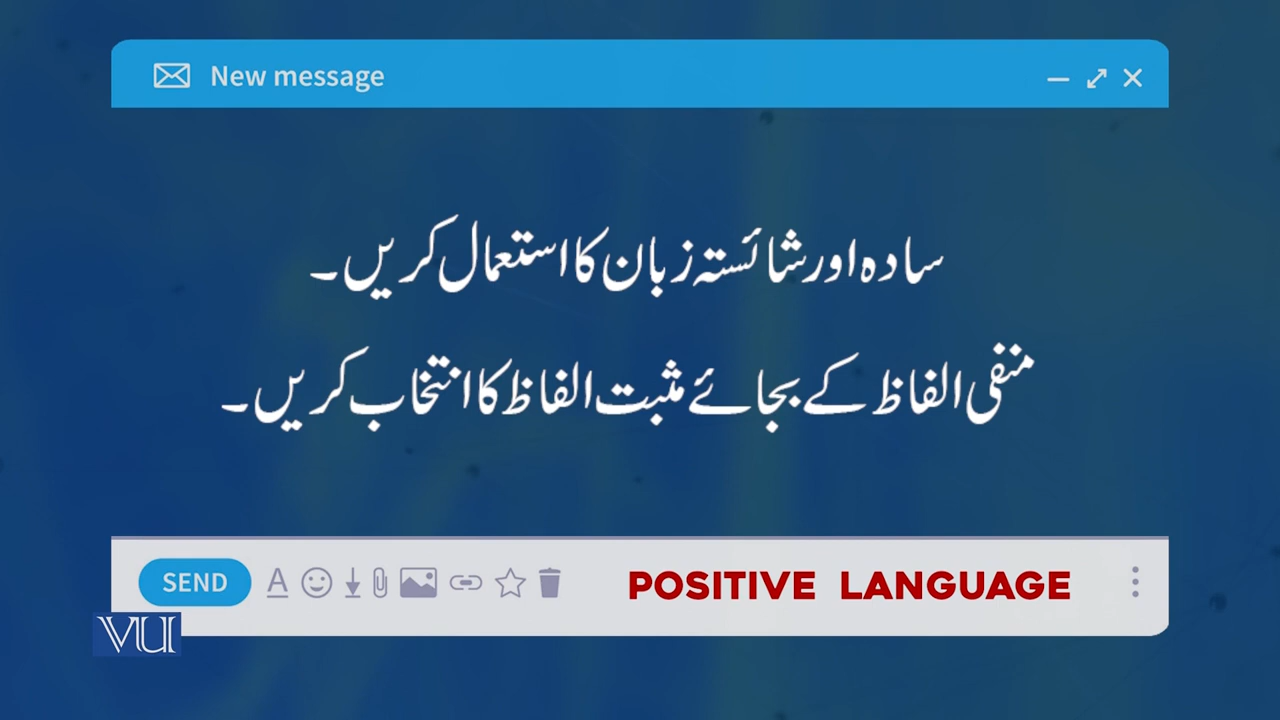 New message
سادہ اور شائستہ زبان کا استعمال کریں۔
منفی الفاظ کے بجائے مثبت الفاظ کا انتخاب کریں۔
SEND
POSITIVE LANGUAGE
VU